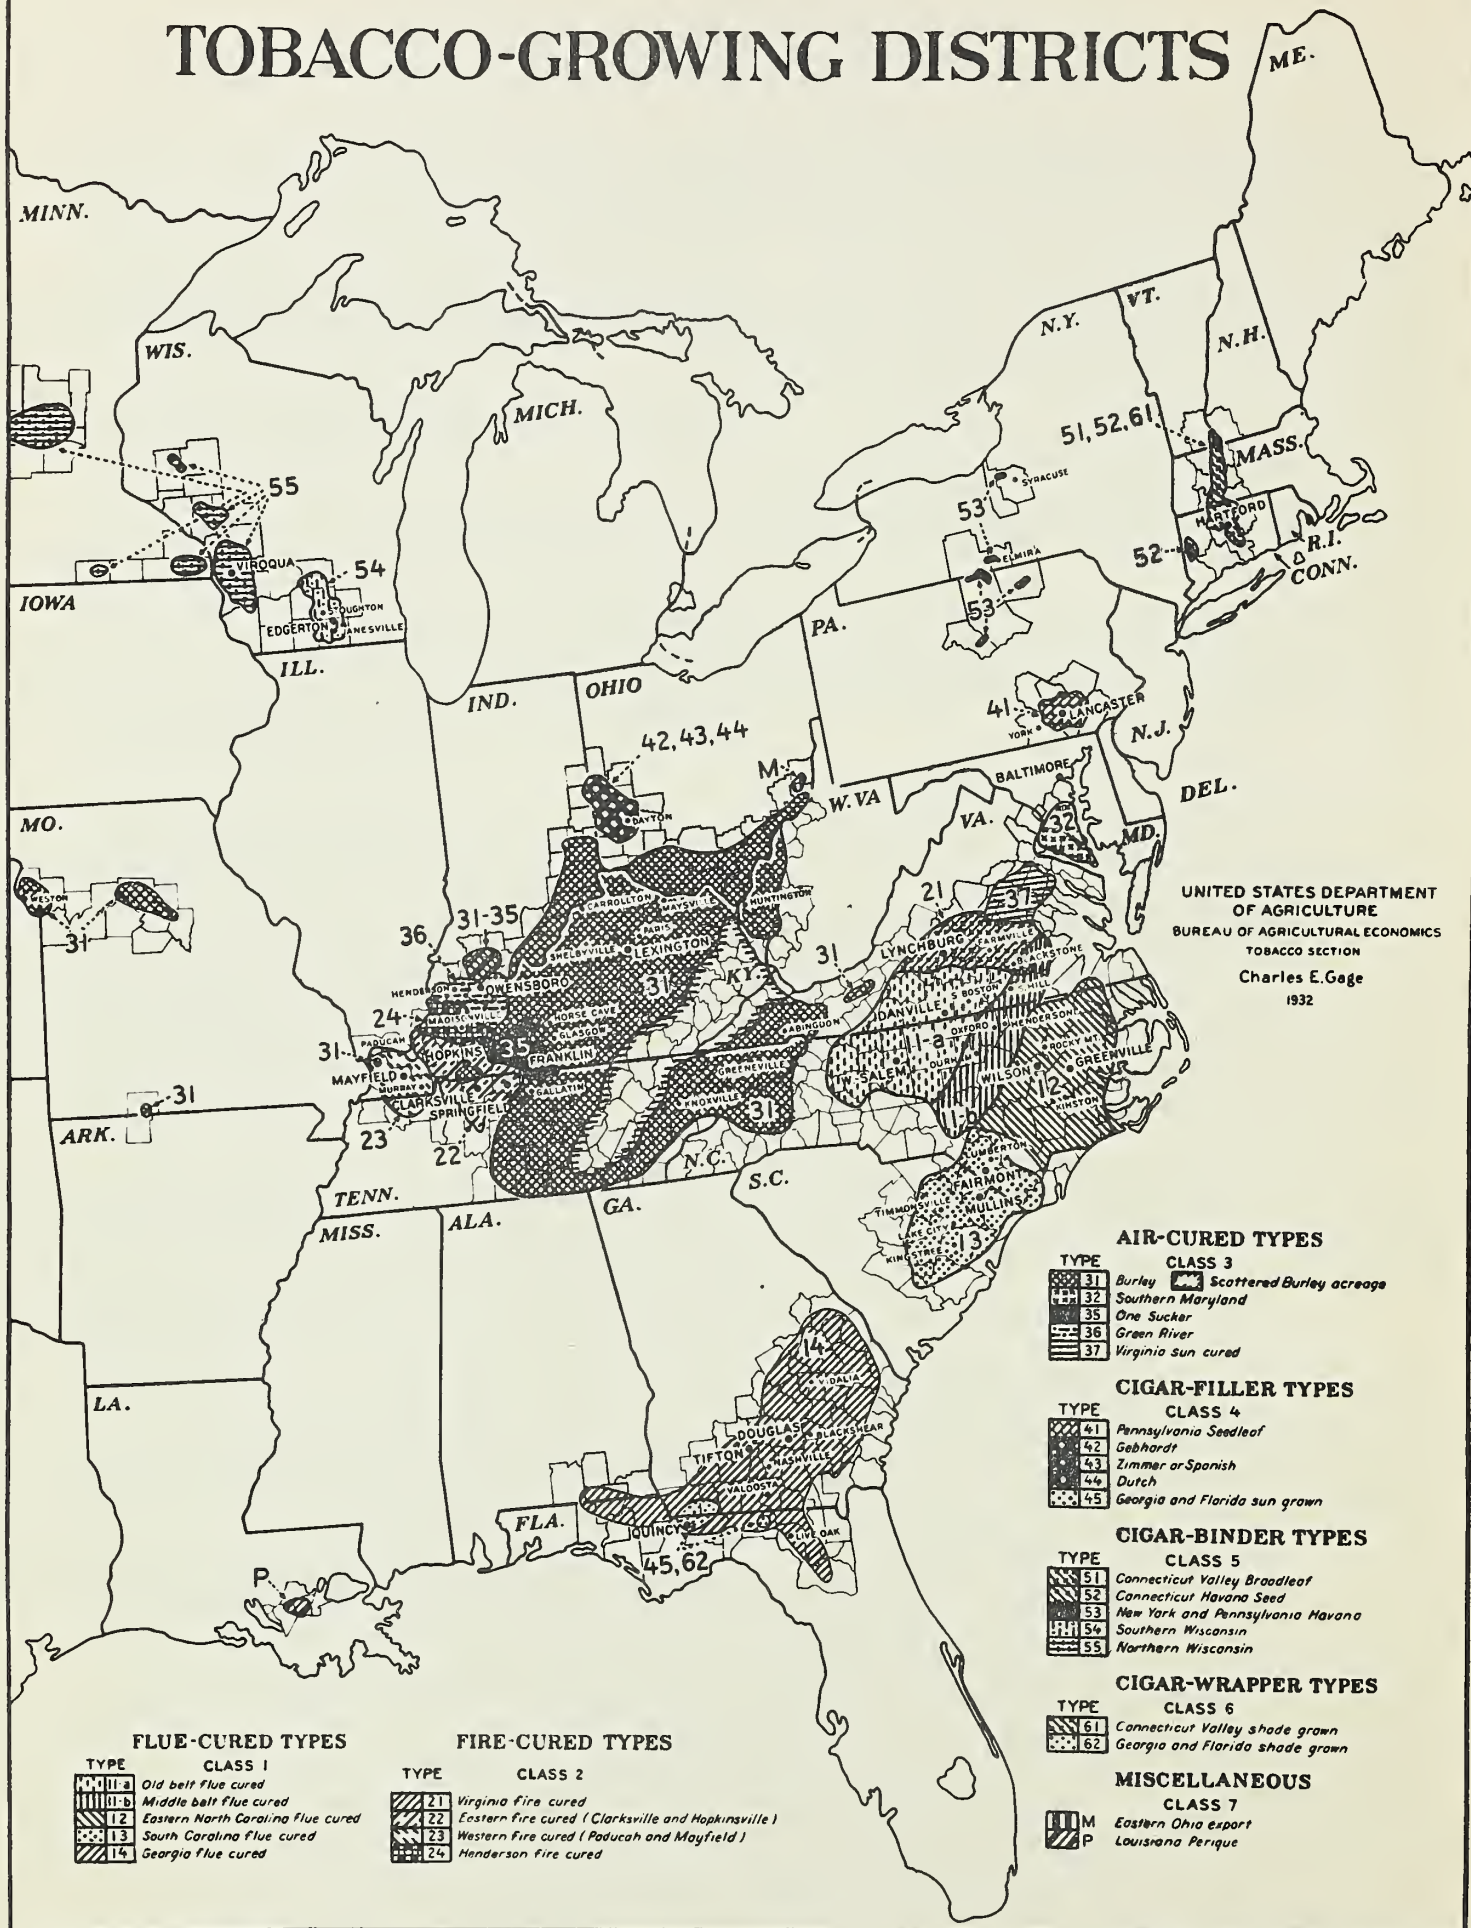 TOBACCO-GROWING DISTRICTS
ME.
MINN.
VT.
N.Y.
N.H.
WIS.
MICH.
51, 52, 61
MASS.
SYRACUSE
55
53
HARTFORD
ELMIRA
52
R.I.
CONN.
VIROQUA
54
IOWA
STOUGHTON
EDGERTON
JANESVILLE
53
PA.
ILL.
OHIO
IND.
41
LANCASTER
YORK
N.J.
42, 43, 44
M
BALTIMORE
DEL.
W.VA
VA.
MO.
DAYTON
32
MD.
WESTON
31
21
37
CARROLLTON
MAYSVILLE
HUNTINGTON
UNITED STATES DEPARTMENT
OF AGRICULTURE
BUREAU OF AGRICULTURAL ECONOMICS
TOBACCO SECTION
Charles E. Gage
1932
31-35
36
PARIS
SHELBYVILLE
LEXINGTON
LYNCHBURG
FARMVILLE
BLACKSTONE
31
KY.
HENDERSON
OWENSBORO
31
DANVILLE
S BOSTON
S. HILL
24
MADISONVILLE
HORSE CAVE
GLASGOW
ABINGDON
11-a
OXFORD
HENDERSON
31
PADUCAH
HOPKINS
35
FRANKLIN
ROCKY MT.
GREENVILLE
MAYFIELD
MURRAY
GREENEVILLE
W-SALEM
DURHAM
WILSON
12
CLARKSVILLE
GALLATIN
SPRINGFIELD
KNOXVILLE
31
KINSTON
31
ARK.
23
22
N.C.
LUMBERTON
TENN.
S.C.
FAIRMONT
MISS.
ALA.
GA.
TIMMONSVILLE
MULLINS
LAKE CITY
KINGSTREE
13
14
VIDALIA
LA.
DOUGLAS
BLACKSHEAR
TIFTON
NASHVILLE
VALDOSTA
FLA.
QUINCY
LIVE OAK
45, 62
P
AIR-CURED TYPES
TYPE CLASS 3
31 Burley Scattered Burley acreage
32 Southern Maryland
35 One Sucker
36 Green River
37 Virginia sun cured
CIGAR-FILLER TYPES
TYPE CLASS 4
41 Pennsylvania Seedleaf
42 Gebhardt
43 Zimmer or Spanish
44 Dutch
45 Georgia and Florida sun grown
CIGAR-BINDER TYPES
TYPE CLASS 5
51 Connecticut Valley Broadleaf
52 Connecticut Havana Seed
53 New York and Pennsylvania Havana
54 Southern Wisconsin
55 Northern Wisconsin
CIGAR-WRAPPER TYPES
TYPE CLASS 6
61 Connecticut Valley shade grown
62 Georgia and Florida shade grown
MISCELLANEOUS
CLASS 7
M Eastern Ohio export
P Louisiana Perique
FLUE-CURED TYPES
TYPE CLASS 1
11-a Old belt flue cured
11-b Middle belt flue cured
12 Eastern North Carolina flue cured
13 South Carolina flue cured
14 Georgia flue cured
FIRE-CURED TYPES
TYPE CLASS 2
21 Virginia fire cured
22 Eastern fire cured (Clarksville and Hopkinsville)
23 Western fire cured (Paducah and Mayfield)
24 Henderson fire cured